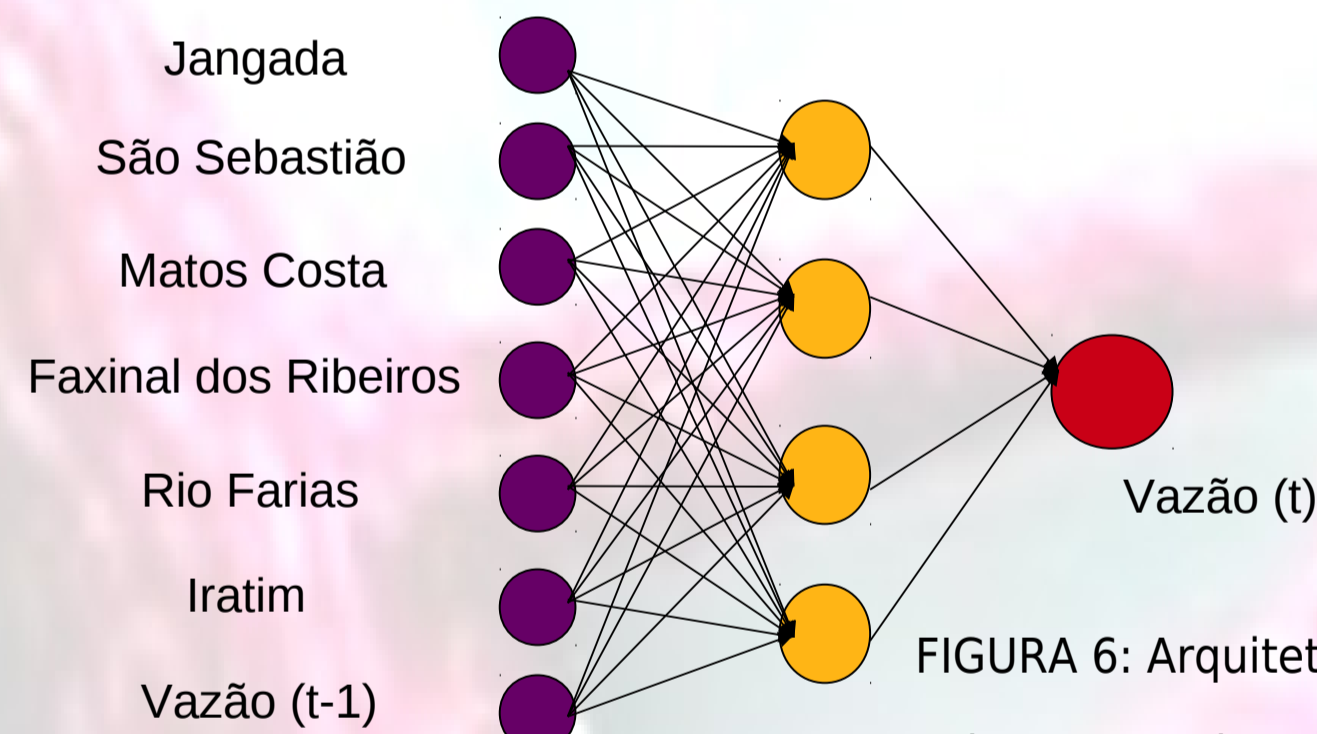 Jangada
São Sebastião
Matos Costa
Faxinal dos Ribeiros
Rio Farias
Iratim
Vazão (t-1)
Vazão (t)
FIGURA 6: Arquitet